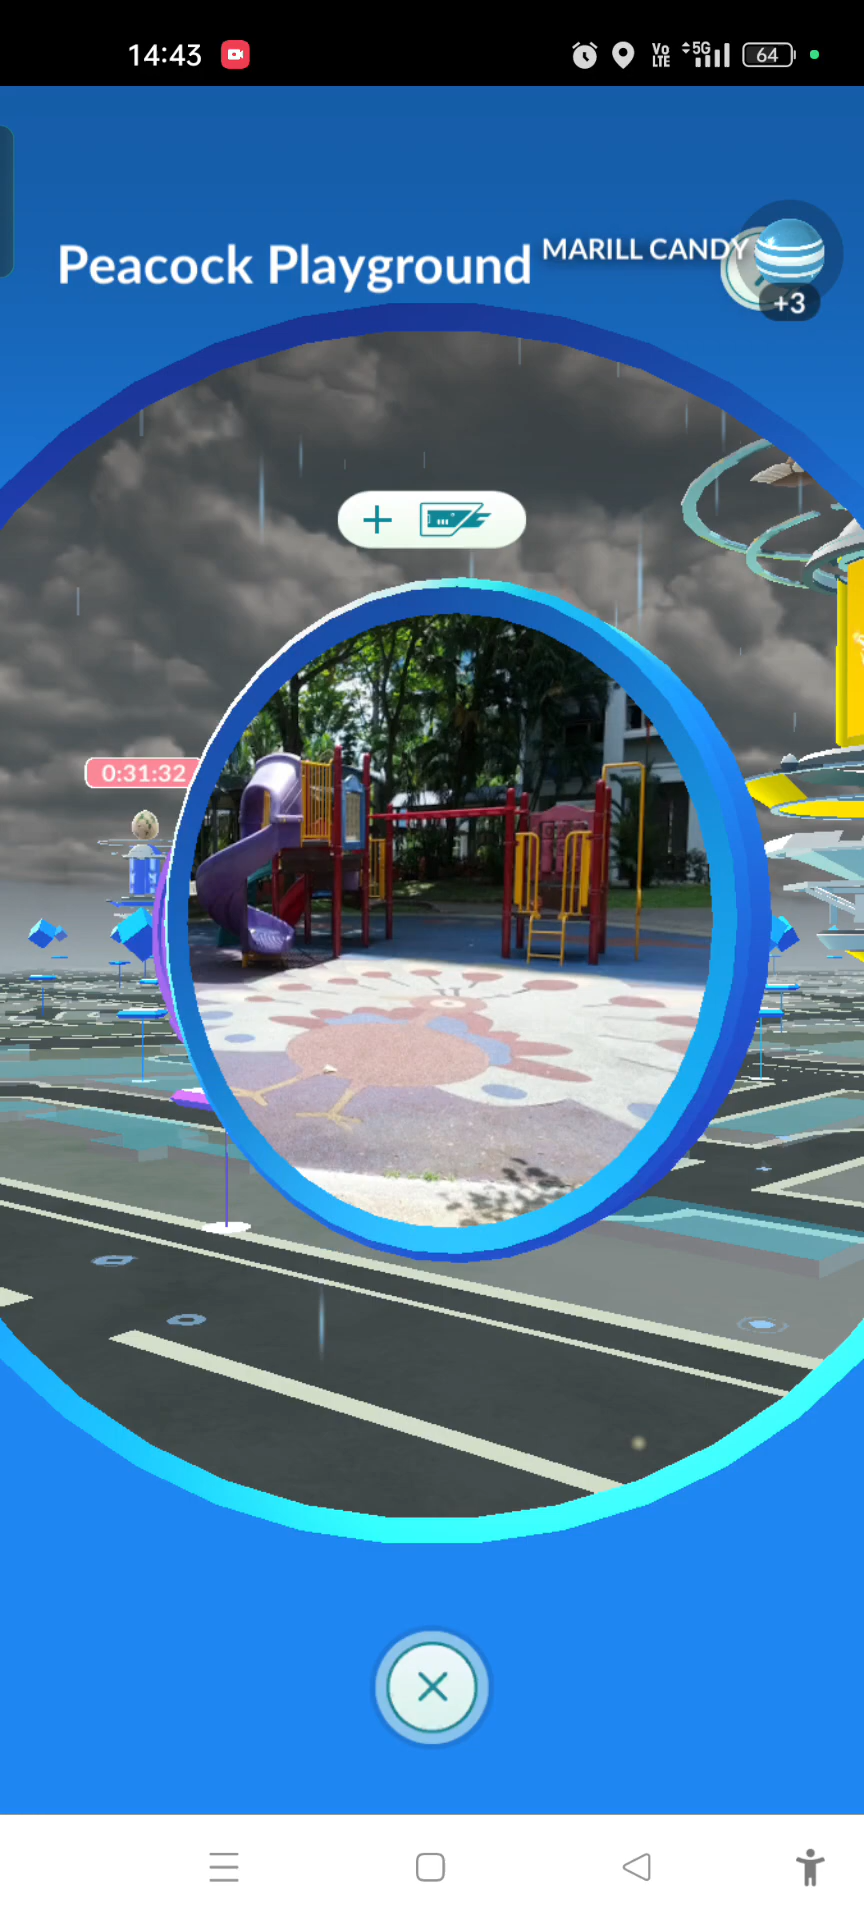 14:43
Vo
LTE
5G
64
Peacock Playground
MARILL CANDY
+3
0:31:32